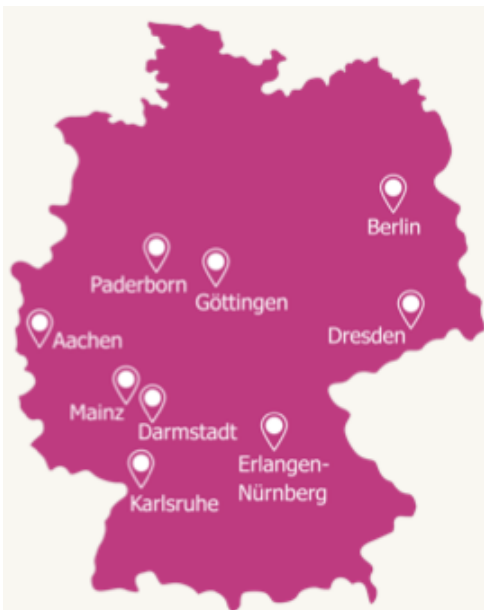 Berlin
Paderborn
Göttingen
Dresden
Aachen
Mainz
Darmstadt
Erlangen-
Nürnberg
Karlsruhe